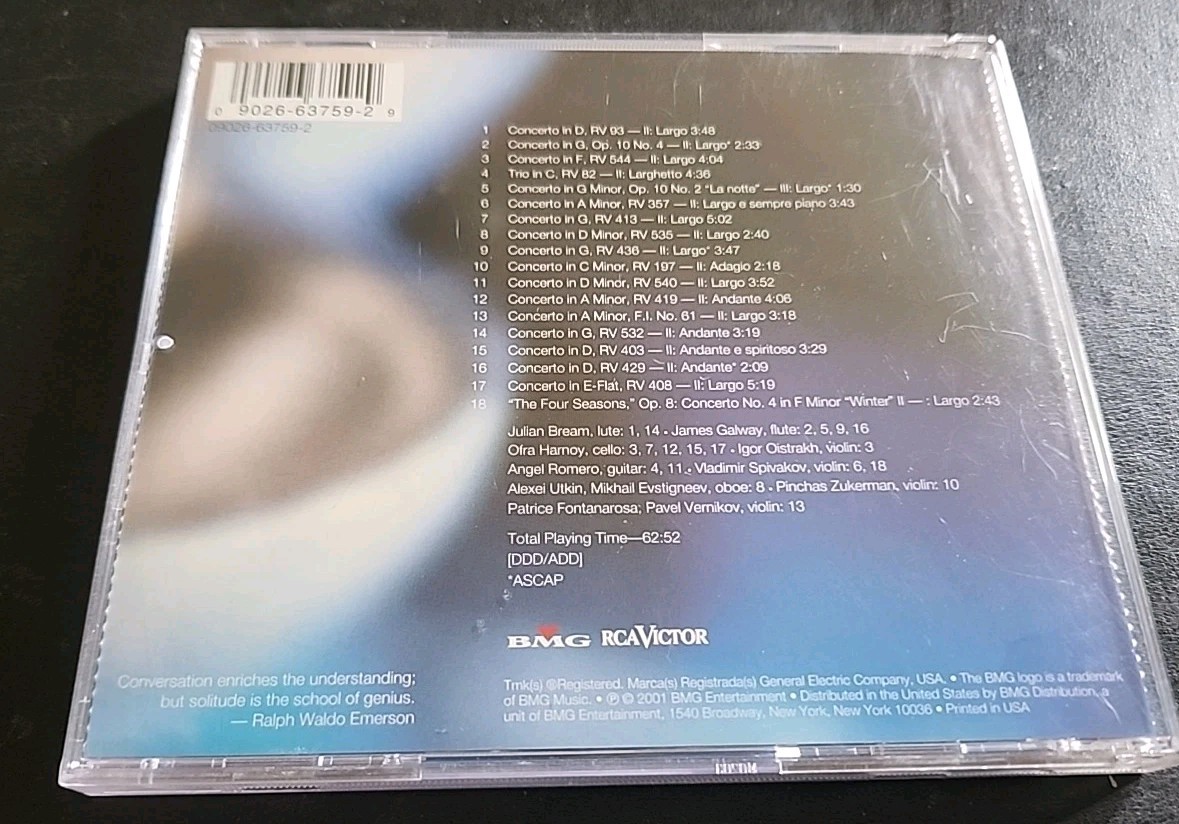 0 9026-63759-2 9
09026-63759-2
1 Concerto in D, RV 93 — II: Largo 3:48
2 Concerto in G, Op. 10 No. 4 — II: Largo* 2:33
3 Concerto in F, RV 544 — II: Largo 4:04
4 Trio in C, RV 82 — II: Larghetto 4:36
5 Concerto in G Minor, Op. 10 No. 2 "La notte" — III: Largo* 1:30
6 Concerto in A Minor, RV 357 — II: Largo e sempre piano 3:43
7 Concerto in G, RV 413 — II: Largo 5:02
8 Concerto in D Minor, RV 535 — II: Largo 2:40
9 Concerto in G, RV 436 — II: Largo* 3:47
10 Concerto in C Minor, RV 197 — II: Adagio 2:18
11 Concerto in D Minor, RV 540 — II: Largo 3:52
12 Concerto in A Minor, RV 419 — II: Andante 4:06
13 Concerto in A Minor, F.I. No. 61 — II: Largo 3:18
14 Concerto in G, RV 532 — II: Andante 3:19
15 Concerto in D, RV 403 — II: Andante e spiritoso 3:29
16 Concerto in D, RV 429 — II: Andante* 2:09
17 Concerto in E-Flat, RV 408 — II: Largo 5:19
18 "The Four Seasons," Op. 8: Concerto No. 4 in F Minor "Winter" II — : Largo 2:43
Julian Bream, lute: 1, 14 • James Galway, flute: 2, 5, 9, 16
Ofra Harnoy, cello: 3, 7, 12, 15, 17 • Igor Oistrakh, violin: 3
Angel Romero, guitar: 4, 11 • Vladimir Spivakov, violin: 6, 18
Alexei Utkin, Mikhail Evstigneev, oboe: 8 • Pinchas Zukerman, violin: 10
Patrice Fontanarosa; Pavel Vernikov, violin: 13
Total Playing Time—62:52
[DDD/ADD]
*ASCAP
BMG RCA VICTOR
Conversation enriches the understanding;
but solitude is the school of genius.
— Ralph Waldo Emerson
Tmk(s) ®Registered. Marca(s) Registrada(s) General Electric Company, USA. • The BMG logo is a trademark
of BMG Music. • ℗ © 2001 BMG Entertainment • Distributed in the United States by BMG Distribution, a
unit of BMG Entertainment, 1540 Broadway, New York, New York 10036 • Printed in USA